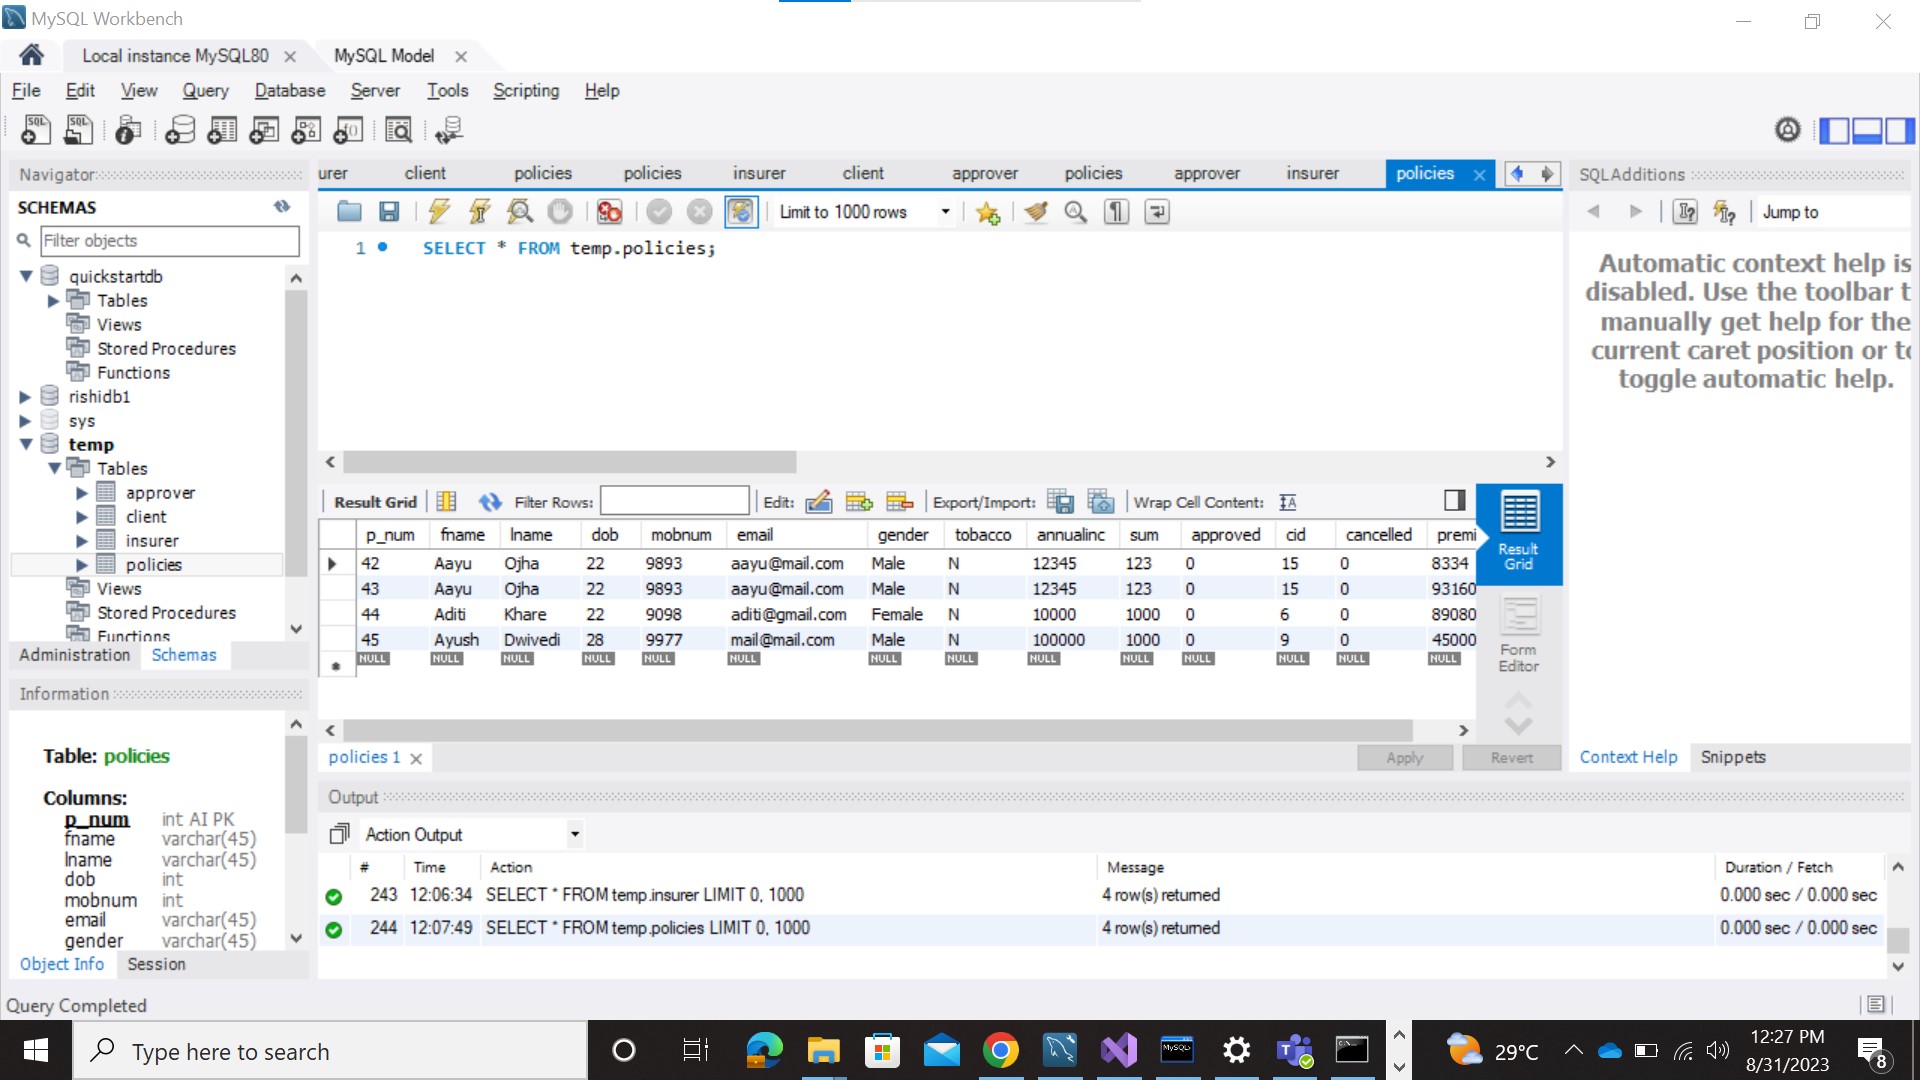 MySQL Workbench
Local instance MySQL80
MySQL Model
File Edit View Query Database Server Tools Scripting Help
Navigator
SCHEMAS
Filter objects
quickstartdb
Tables
Views
Stored Procedures
Functions
rishidb1
sys
temp
Tables
approver
client
insurer
policies
Views
Stored Procedures
Functions
Administration Schemas
Information
Table: policies
Columns:
p_num int AI PK
fname varchar(45)
lname varchar(45)
dob int
mobnum int
email varchar(45)
gender varchar(45)
Object Info Session
Query Completed
urer client policies policies insurer client approver policies approver insurer policies
Limit to 1000 rows
1 SELECT * FROM temp.policies;
Result Grid Filter Rows: Edit: Export/Import: Wrap Cell Content:
p_num fname lname dob mobnum email gender tobacco annualinc sum approved cid cancelled premi
42 Aayu Ojha 22 9893 aayu@mail.com Male N 12345 123 0 15 0 8334
43 Aayu Ojha 22 9893 aayu@mail.com Male N 12345 123 0 15 0 93160
44 Aditi Khare 22 9098 aditi@gmail.com Female N 10000 1000 0 6 0 89080
45 Ayush Dwivedi 28 9977 mail@mail.com Male N 100000 1000 0 9 0 45000
NULL NULL NULL NULL NULL NULL NULL NULL NULL NULL NULL NULL NULL NULL
Result Grid
Form Editor
policies 1
Apply Revert
SQLAdditions
Jump to
Automatic context help is
disabled. Use the toolbar t
manually get help for the
current caret position or to
toggle automatic help.
Context Help Snippets
Output
Action Output
# Time Action Message Duration / Fetch
243 12:06:34 SELECT * FROM temp.insurer LIMIT 0, 1000 4 row(s) returned 0.000 sec / 0.000 sec
244 12:07:49 SELECT * FROM temp.policies LIMIT 0, 1000 4 row(s) returned 0.000 sec / 0.000 sec
Type here to search
29°C
12:27 PM
8/31/2023
8